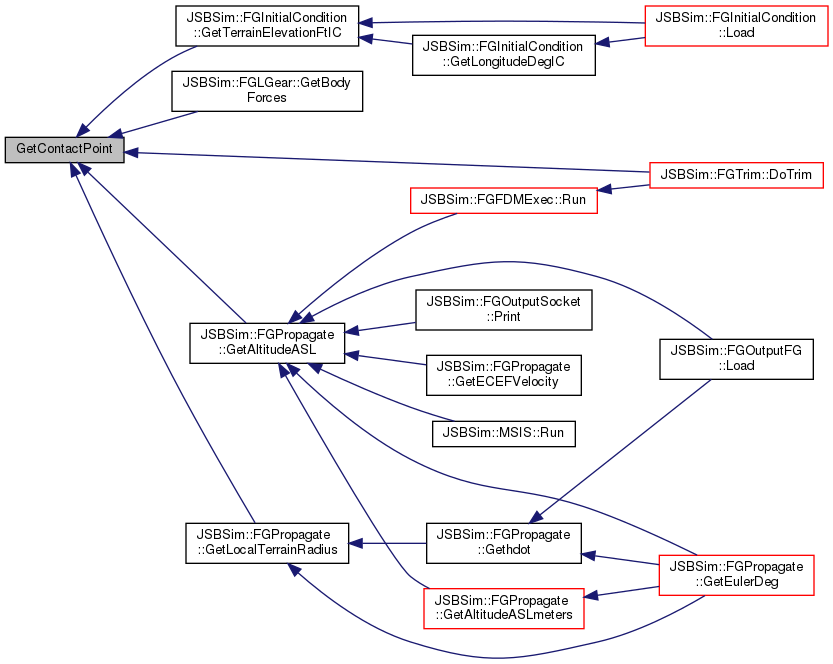 JSBSim::FGInitialCondition
::GetTerrainElevationFtIC
JSBSim::FGInitialCondition
::Load
JSBSim::FGInitialCondition
::GetLongitudeDegIC
JSBSim::FGLGear::GetBody
Forces
GetContactPoint
JSBSim::FGTrim::DoTrim
JSBSim::FGFDMExec::Run
JSBSim::FGOutputSocket
::Print
JSBSim::FGPropagate
::GetAltitudeASL
JSBSim::FGOutputFG
::Load
JSBSim::FGPropagate
::GetECEFVelocity
JSBSim::MSIS::Run
JSBSim::FGPropagate
::GetLocalTerrainRadius
JSBSim::FGPropagate
::Gethdot
JSBSim::FGPropagate
::GetEulerDeg
JSBSim::FGPropagate
::GetAltitudeASLmeters